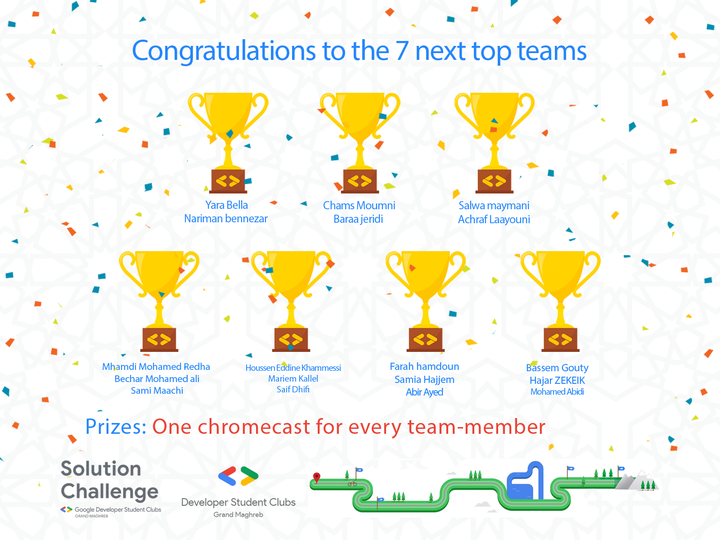 Congratulations to the 7 next top teams
Yara Bella
Nariman bennezar
Chams Moumni
Baraa jeridi
Salwa maymani
Achraf Laayouni
Mhamdi Mohamed Redha
Bechar Mohamed ali
Sami Maachi
Houssen Eddine Khammessi
Mariem Kallel
Saif Dhifi
Farah hamdoun
Samia Hajjem
Abir Ayed
Bassem Gouty
Hajar ZEKEIK
Mohamed Abidi
Prizes: One chromecast for every team-member
Solution
Challenge
Google Developer Student Clubs
GRAND MAGHREB
Developer Student Clubs
Grand Maghreb